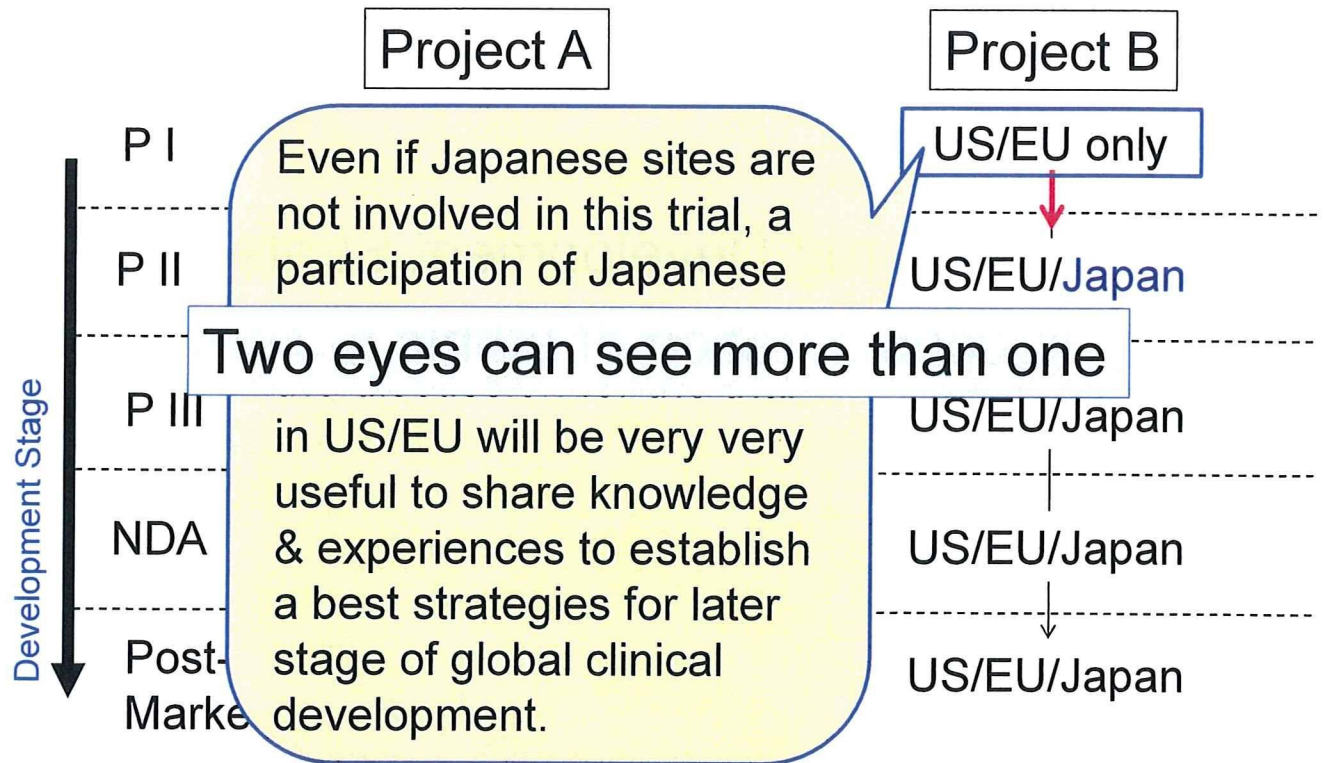 Project A
Project B
Development Stage
P I
P II
P III
NDA
Post-
Marke
Even if Japanese sites are
not involved in this trial, a
participation of Japanese
Two eyes can see more than one
in US/EU will be very very
useful to share knowledge
& experiences to establish
a best strategies for later
stage of global clinical
development.
US/EU only
US/EU/Japan
US/EU/Japan
US/EU/Japan
US/EU/Japan